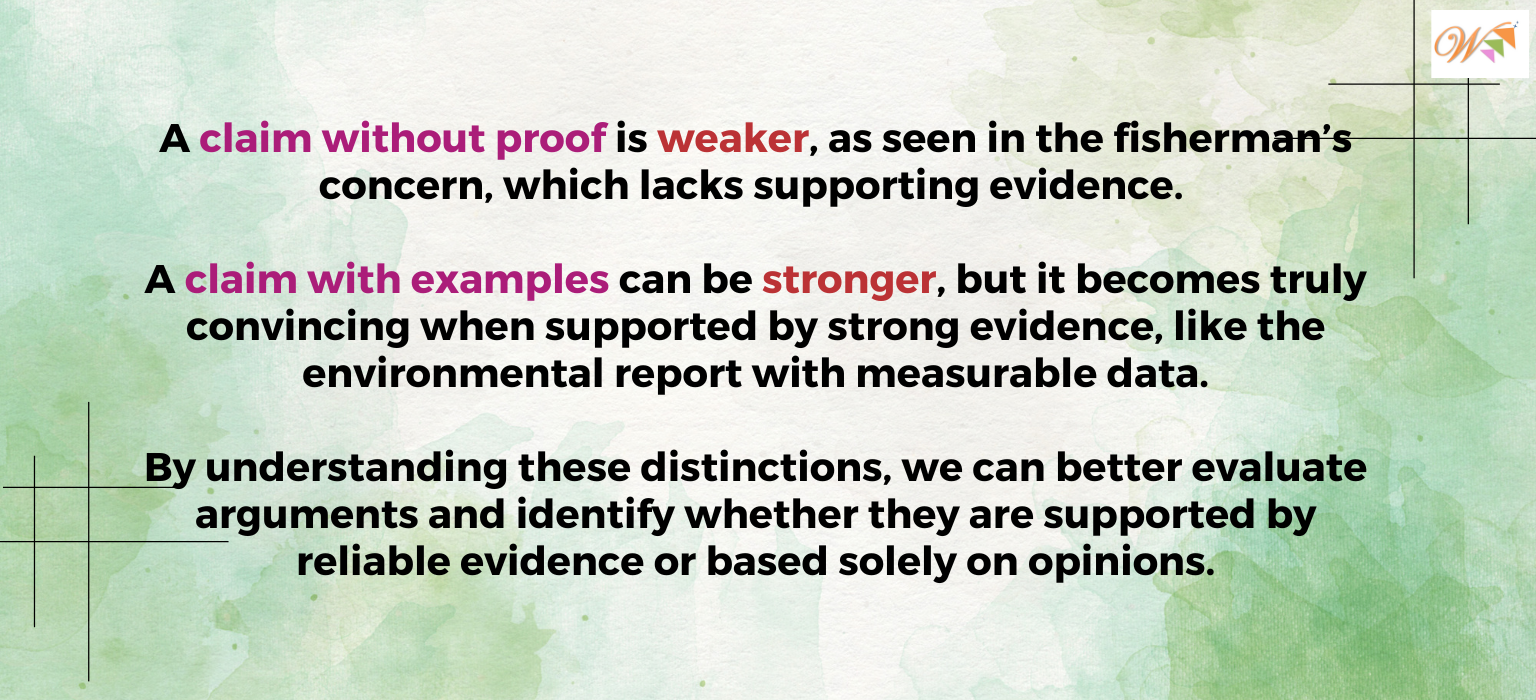 W
A claim without proof is weaker, as seen in the fisherman’s
concern, which lacks supporting evidence.
A claim with examples can be stronger, but it becomes truly
convincing when supported by strong evidence, like the
environmental report with measurable data.
By understanding these distinctions, we can better evaluate
arguments and identify whether they are supported by
reliable evidence or based solely on opinions.